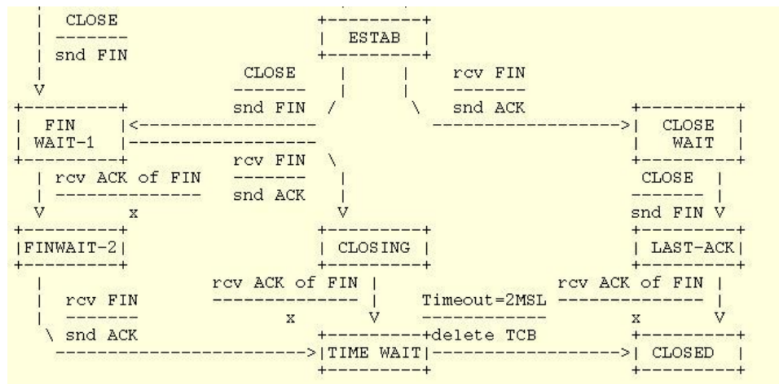 CLOSE
snd FIN
ESTAB
CLOSE
rcv FIN
snd FIN
snd ACK
FIN
WAIT-1
CLOSE
WAIT
rcv FIN
snd ACK
rcv ACK of FIN
x
CLOSE
snd FIN
FINWAIT-2
CLOSING
LAST-ACK
rcv ACK of FIN
x
rcv ACK of FIN
x
rcv FIN
snd ACK
Timeout=2MSL
delete TCB
TIME WAIT
CLOSED